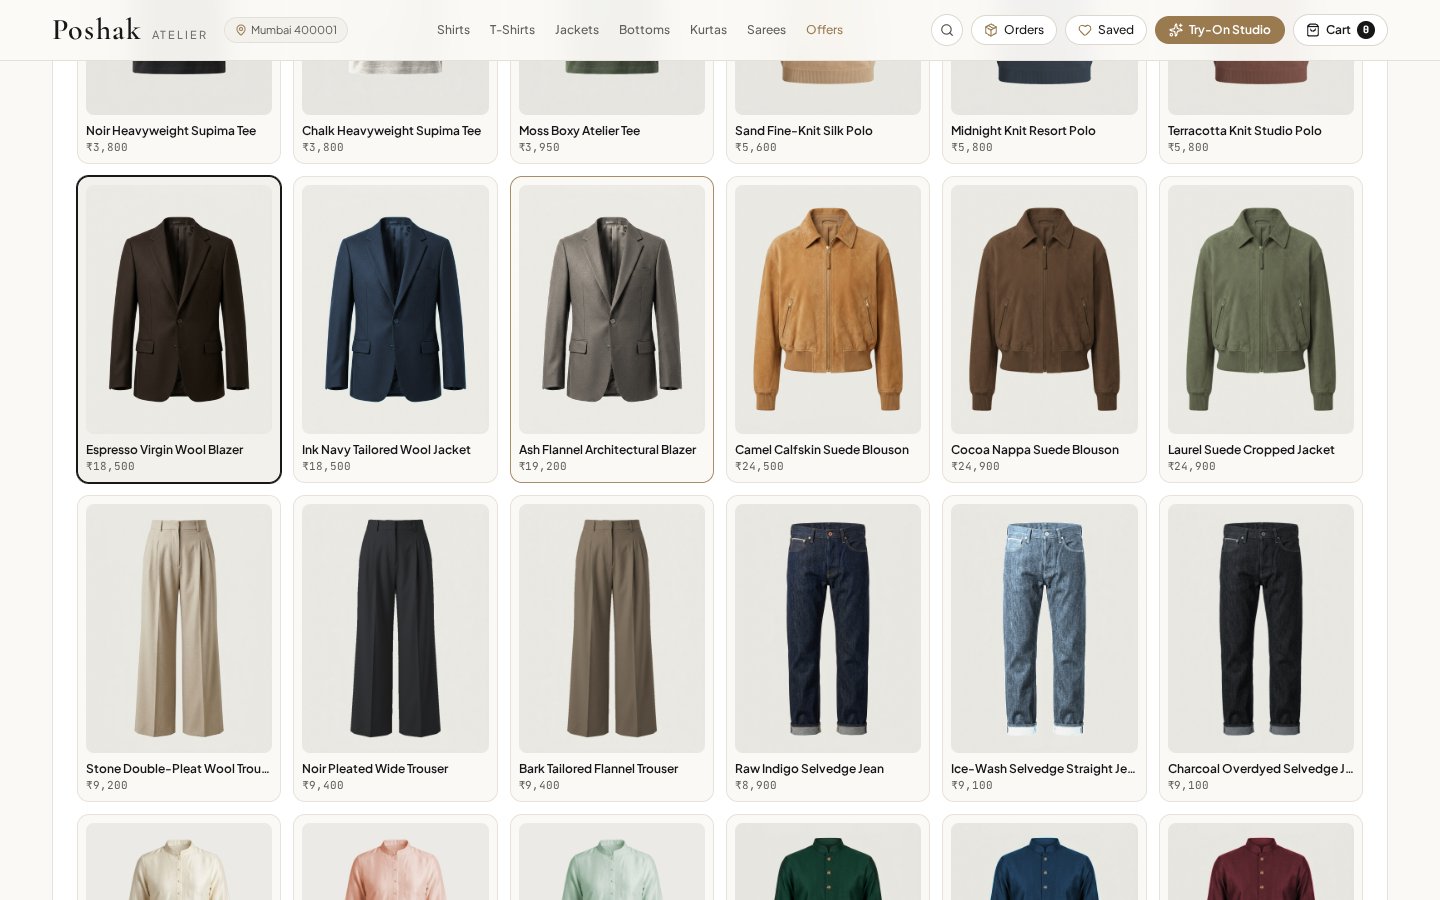 Poshak ATELIER
Mumbai 400001
Shirts
T-Shirts
Jackets
Bottoms
Kurtas
Sarees
Offers
Orders
Saved
Try-On Studio
Cart 0
Noir Heavyweight Supima Tee
₹3,800
Chalk Heavyweight Supima Tee
₹3,800
Moss Boxy Atelier Tee
₹3,950
Sand Fine-Knit Silk Polo
₹5,600
Midnight Knit Resort Polo
₹5,800
Terracotta Knit Studio Polo
₹5,800
Espresso Virgin Wool Blazer
₹18,500
Ink Navy Tailored Wool Jacket
₹18,500
Ash Flannel Architectural Blazer
₹19,200
Camel Calfskin Suede Blouson
₹24,500
Cocoa Nappa Suede Blouson
₹24,900
Laurel Suede Cropped Jacket
₹24,900
Stone Double-Pleat Wool Trou…
₹9,200
Noir Pleated Wide Trouser
₹9,400
Bark Tailored Flannel Trouser
₹9,400
Raw Indigo Selvedge Jean
₹8,900
Ice-Wash Selvedge Straight Je…
₹9,100
Charcoal Overdyed Selvedge J…
₹9,100